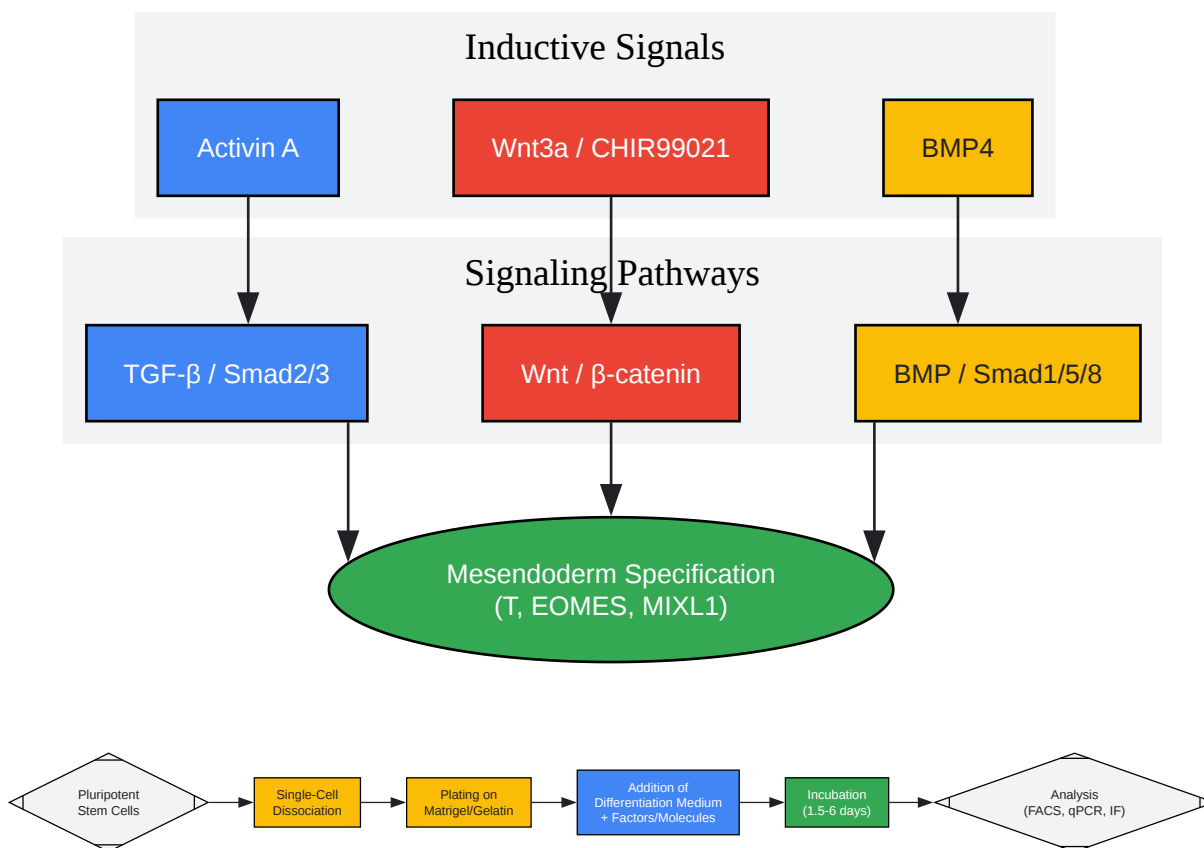 Inductive Signals
Activin A
Wnt3a / CHIR99021
BMP4
Signaling Pathways
TGF-β / Smad2/3
Wnt / β-catenin
BMP / Smad1/5/8
Mesendoderm Specification
(T, EOMES, MIXL1)
Pluripotent
Stem Cells
Single-Cell
Dissociation
Plating on
Matrigel/Gelatin
Addition of
Differentiation Medium
+ Factors/Molecules
Incubation
(1.5-6 days)
Analysis
(FACS, qPCR, IF)